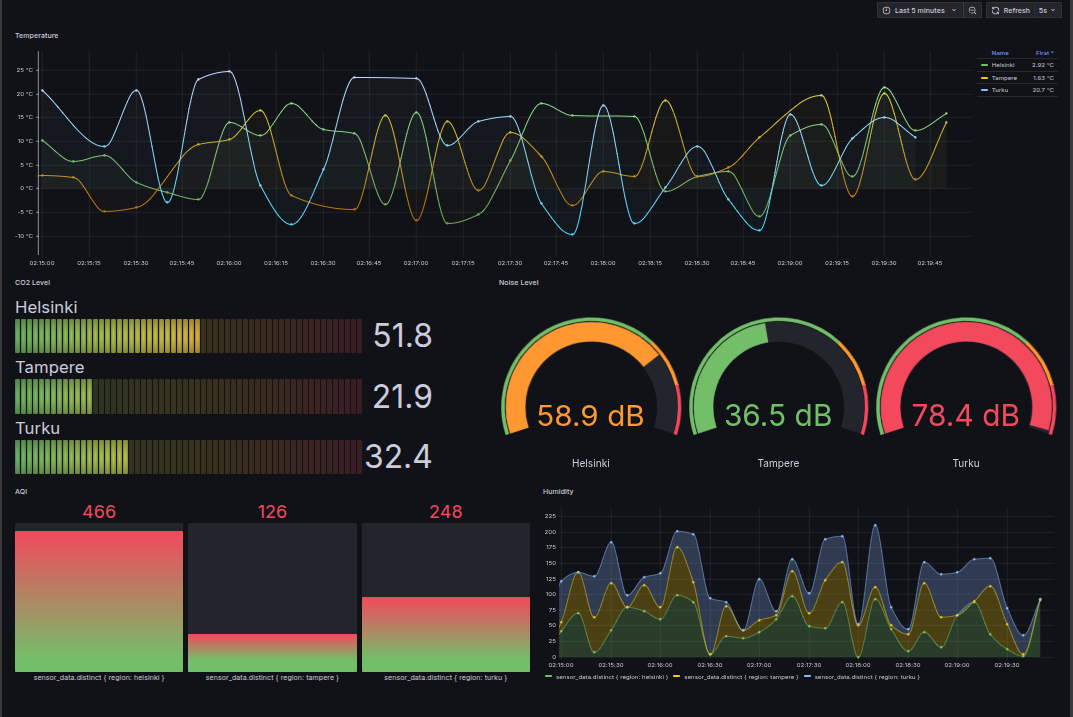 Last 5 minutes
Refresh 5s
Temperature
Name First *
Helsinki 2.92 °C
Tampere 1.63 °C
Turku 20.7 °C
25 °C
20 °C
15 °C
10 °C
5 °C
0 °C
-5 °C
-10 °C
02:15:00 02:15:15 02:15:30 02:15:45 02:16:00 02:16:15 02:16:30 02:16:45 02:17:00 02:17:15 02:17:30 02:17:45 02:18:00 02:18:15 02:18:30 02:18:45 02:19:00 02:19:15 02:19:30 02:19:45
CO2 Level
Helsinki
51.8
Tampere
21.9
Turku
32.4
Noise Level
58.9 dB 36.5 dB 78.4 dB
Helsinki Tampere Turku
AQI
466 126 248
sensor_data.distinct { region: helsinki } sensor_data.distinct { region: tampere } sensor_data.distinct { region: turku }
Humidity
225
200
175
150
125
100
75
50
25
0
02:15:00 02:15:30 02:16:00 02:16:30 02:17:00 02:17:30 02:18:00 02:18:30 02:19:00 02:19:30
sensor_data.distinct { region: helsinki } sensor_data.distinct { region: tampere } sensor_data.distinct { region: turku }